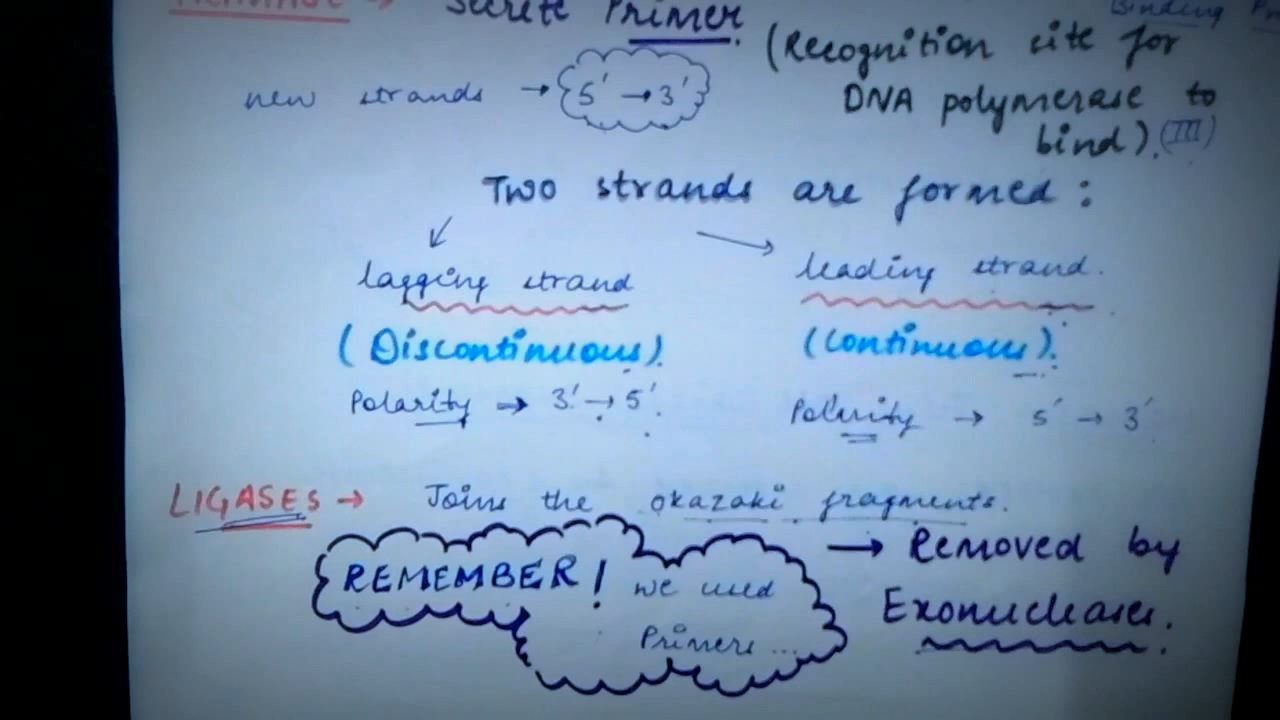 → Secrete Primer.
Binding
(Recognition site for
DNA polymerase to
bind). (III)
new strands → 5' → 3'
Two strands are formed :
lagging strand
leading strand.
(Discontinuous).
(continuous).
Polarity → 3' → 5'.
Polarity → 5' → 3'
LIGASES → Joins the okazaki fragments.
REMEMBER! we used
Primers ...
→ Removed by
Exonucleases.